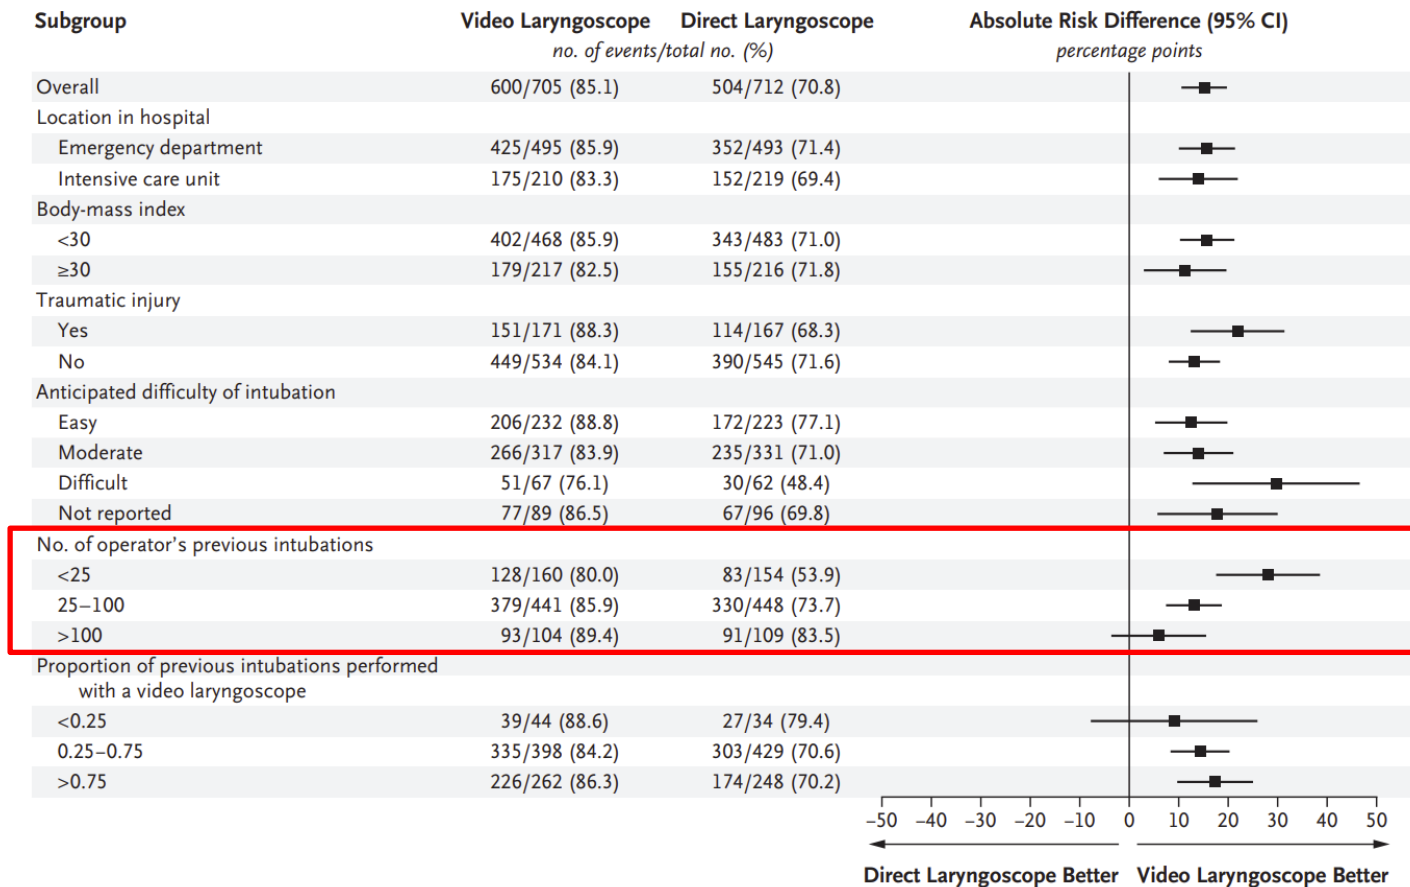 Subgroup Video Laryngoscope Direct Laryngoscope Absolute Risk Difference (95% CI)
no. of events/total no. (%) percentage points
Overall 600/705 (85.1) 504/712 (70.8)
Location in hospital
Emergency department 425/495 (85.9) 352/493 (71.4)
Intensive care unit 175/210 (83.3) 152/219 (69.4)
Body-mass index
<30 402/468 (85.9) 343/483 (71.0)
≥30 179/217 (82.5) 155/216 (71.8)
Traumatic injury
Yes 151/171 (88.3) 114/167 (68.3)
No 449/534 (84.1) 390/545 (71.6)
Anticipated difficulty of intubation
Easy 206/232 (88.8) 172/223 (77.1)
Moderate 266/317 (83.9) 235/331 (71.0)
Difficult 51/67 (76.1) 30/62 (48.4)
Not reported 77/89 (86.5) 67/96 (69.8)
No. of operator’s previous intubations
<25 128/160 (80.0) 83/154 (53.9)
25–100 379/441 (85.9) 330/448 (73.7)
>100 93/104 (89.4) 91/109 (83.5)
Proportion of previous intubations performed
with a video laryngoscope
<0.25 39/44 (88.6) 27/34 (79.4)
0.25–0.75 335/398 (84.2) 303/429 (70.6)
>0.75 226/262 (86.3) 174/248 (70.2)
–50 –40 –30 –20 –10 0 10 20 30 40 50
Direct Laryngoscope Better Video Laryngoscope Better